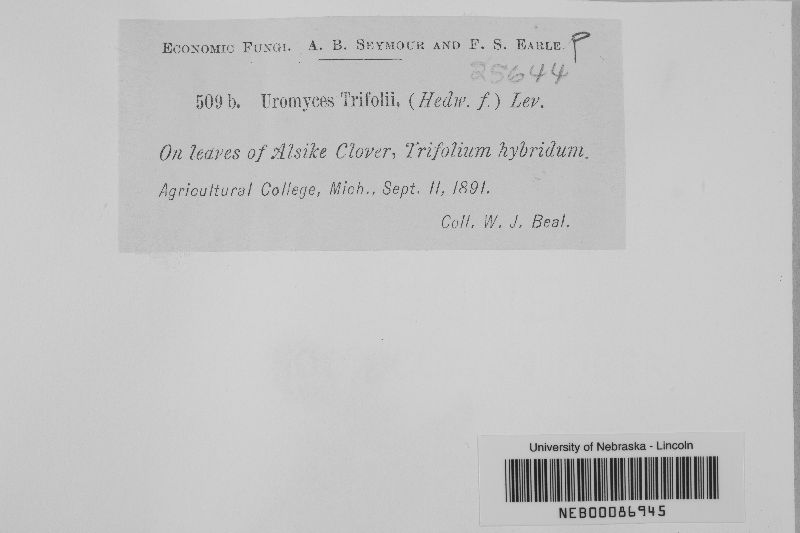 Economic Fungi. A. B. Seymour and F. S. Earle. P
25644
509 b. Uromyces Trifolii, (Hedw. f.) Lev.
On leaves of Alsike Clover, Trifolium hybridum.
Agricultural College, Mich., Sept. 11, 1891.
Coll. W. J. Beal.
University of Nebraska - Lincoln
NEB00086945